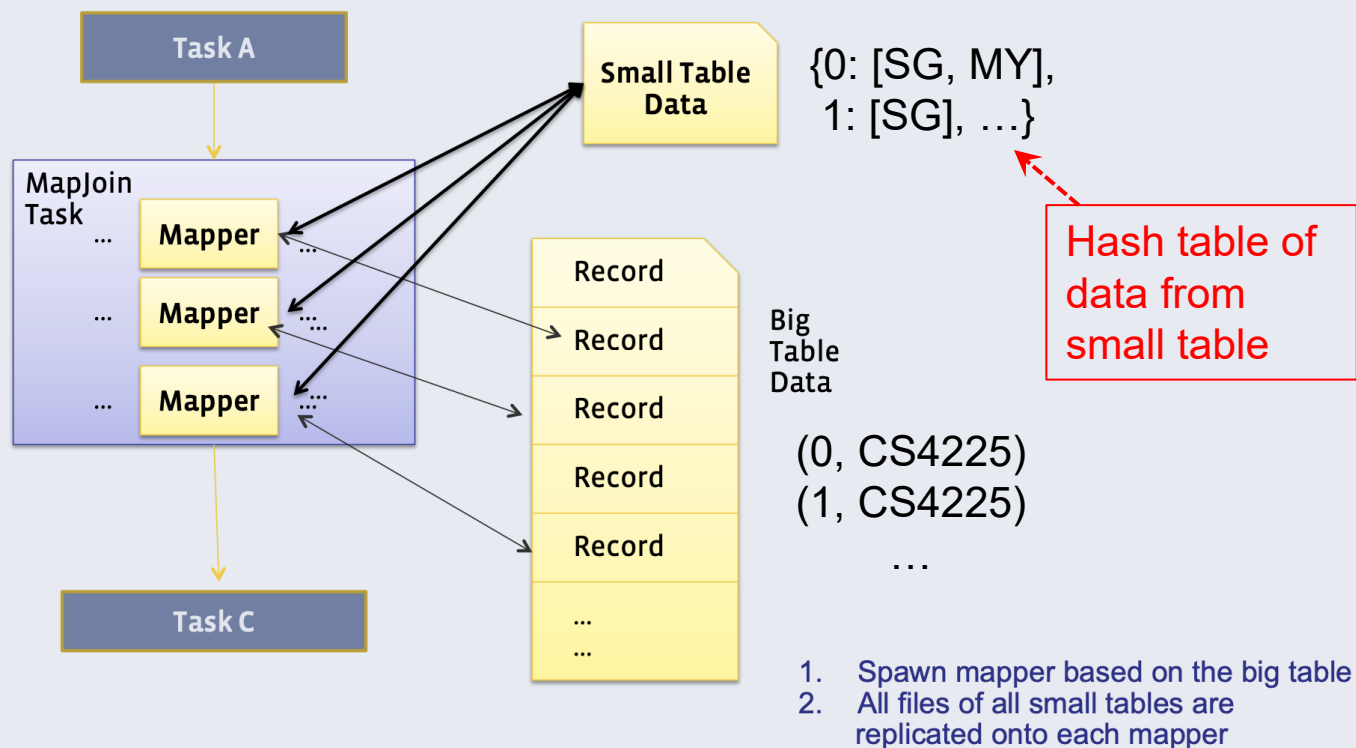 Task A
Small Table
Data
{0: [SG, MY],
1: [SG], …}
MapJoin
Task
... Mapper ...
... Mapper ...
...
... Mapper ...
...
Hash table of
data from
small table
Record
Record
Record
Record
Record
...
...
Big
Table
Data
(0, CS4225)
(1, CS4225)
…
Task C
1. Spawn mapper based on the big table
2. All files of all small tables are
replicated onto each mapper